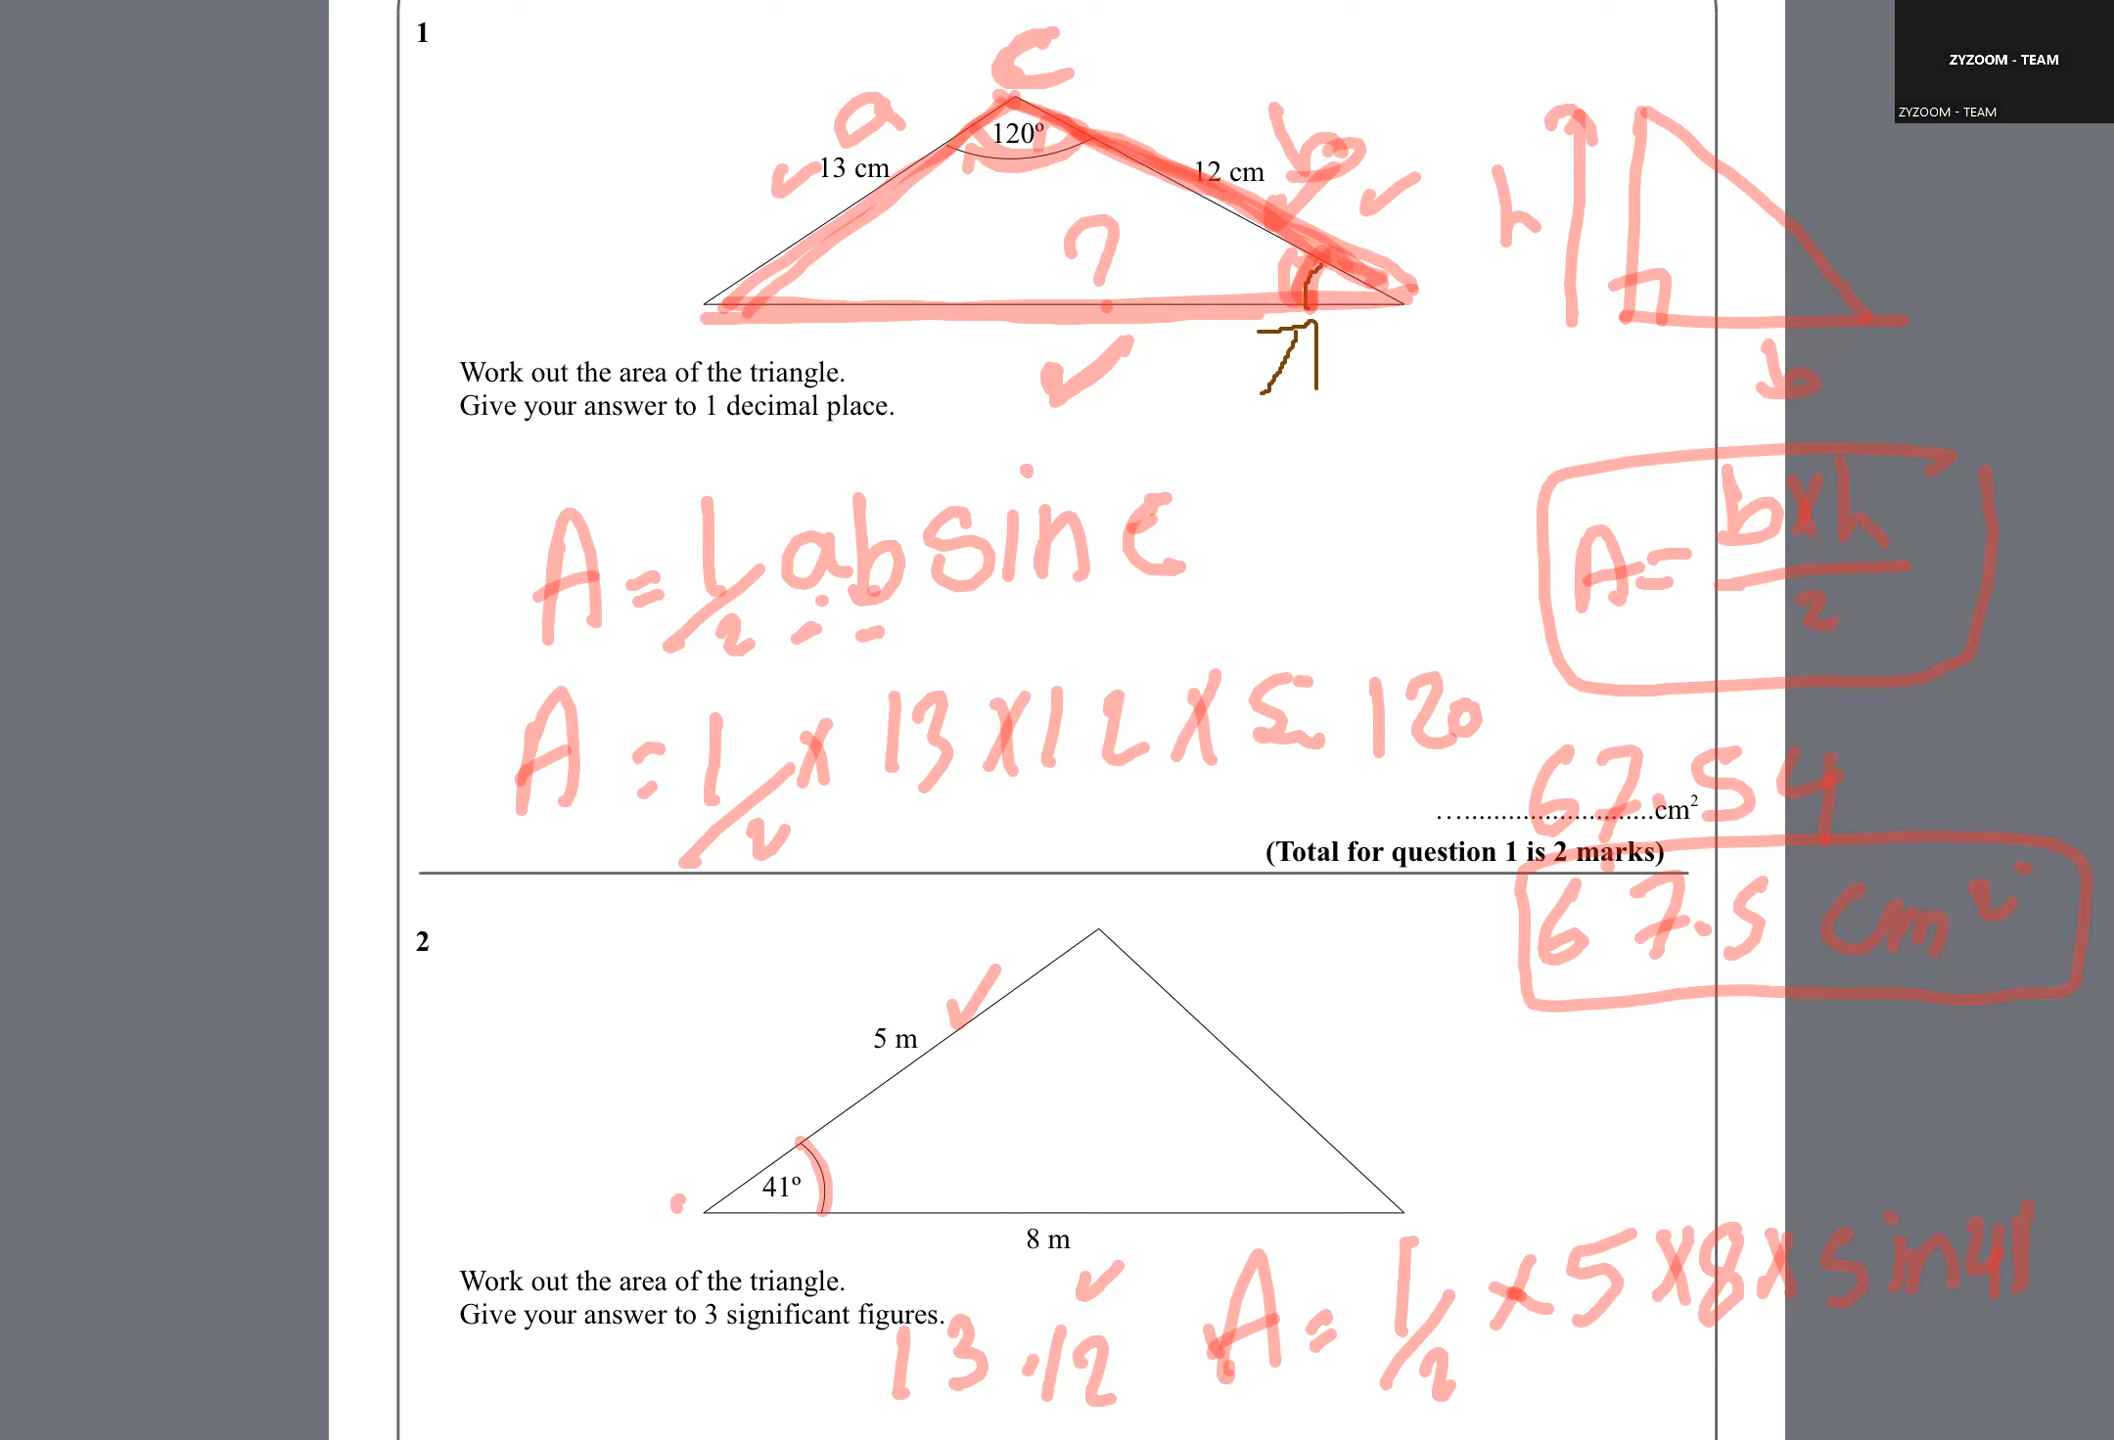 1
C
a
120º
b
13 cm
12 cm
?
h
b
ZYZOOM - TEAM
ZYZOOM - TEAM
Work out the area of the triangle.
Give your answer to 1 decimal place.
A = 1/2 ab sin C
A = b×h/2
A = 1/2 × 13 × 12 × 120
67.54
.............................cm²
(Total for question 1 is 2 marks)
67.5 cm²
2
5 m
41º
8 m
Work out the area of the triangle.
Give your answer to 3 significant figures.
A = 1/2 × 5 × 8 × sin 41
13.12